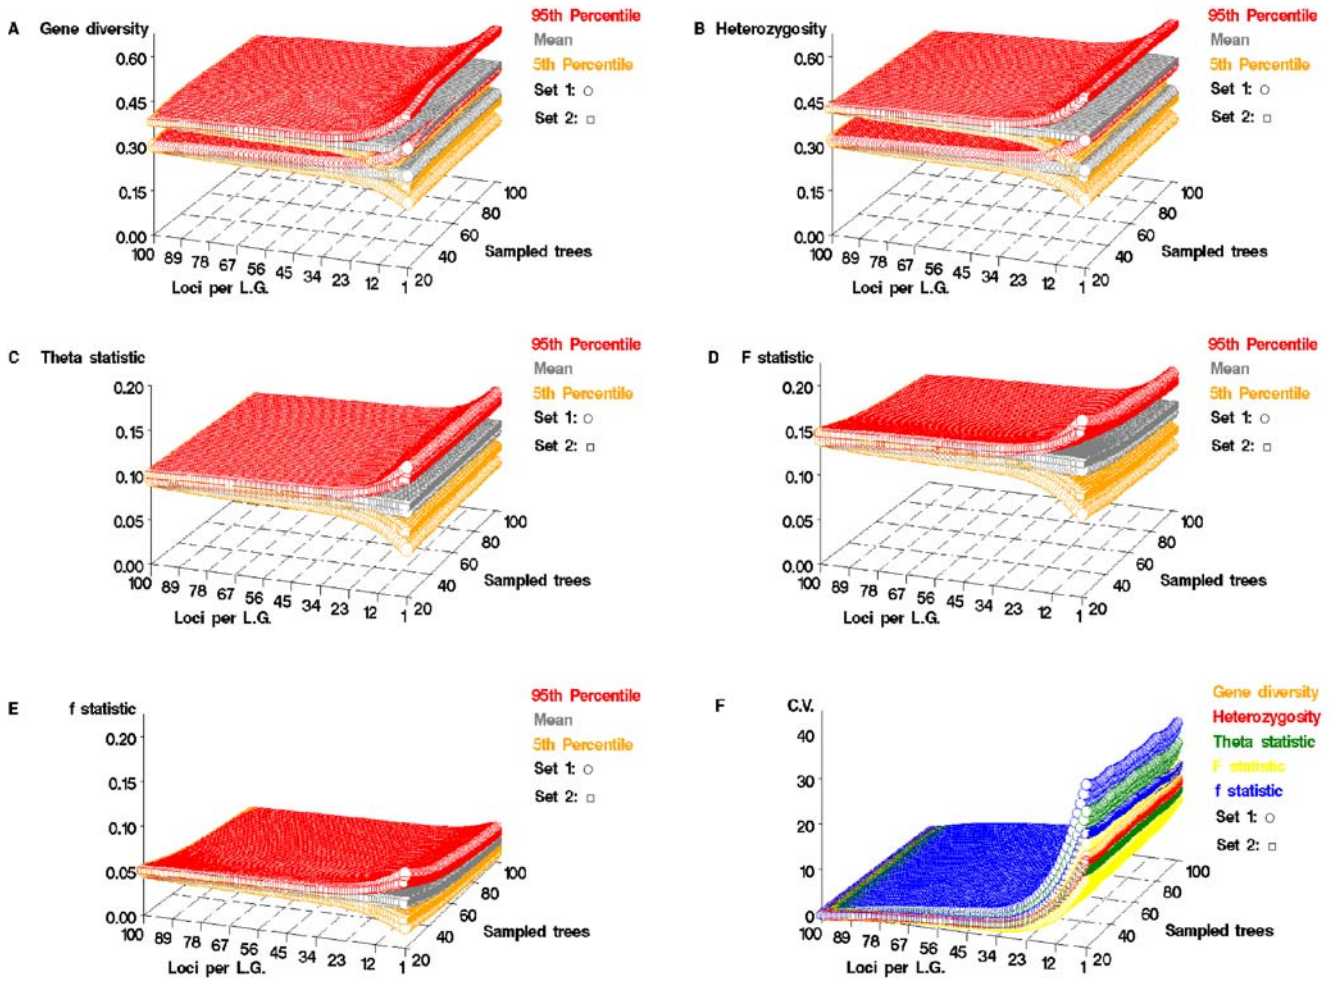 A Gene diversity
95th Percentile
Mean
5th Percentile
Set 1:
Set 2:
0.60
0.45
0.30
0.15
0.00
100 89 78 67 56 45 34 23 12 1
Loci per L.G.
20 40 60 80 100
Sampled trees
B Heterozygosity
95th Percentile
Mean
5th Percentile
Set 1:
Set 2:
0.60
0.45
0.30
0.15
0.00
100 89 78 67 56 45 34 23 12 1
Loci per L.G.
20 40 60 80 100
Sampled trees
C Theta statistic
95th Percentile
Mean
5th Percentile
Set 1:
Set 2:
0.20
0.15
0.10
0.05
0.00
100 89 78 67 56 45 34 23 12 1
Loci per L.G.
20 40 60 80 100
Sampled trees
D F statistic
95th Percentile
Mean
5th Percentile
Set 1:
Set 2:
0.20
0.15
0.10
0.05
0.00
100 89 78 67 56 45 34 23 12 1
Loci per L.G.
20 40 60 80 100
Sampled trees
E f statistic
95th Percentile
Mean
5th Percentile
Set 1:
Set 2:
0.20
0.15
0.10
0.05
0.00
100 89 78 67 56 45 34 23 12 1
Loci per L.G.
20 40 60 80 100
Sampled trees
F C.V.
Gene diversity
Heterozygosity
Theta statistic
F statistic
f statistic
Set 1:
Set 2:
40
30
20
10
0
100 89 78 67 56 45 34 23 12 1
Loci per L.G.
20 40 60 80 100
Sampled trees